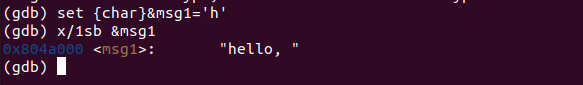 (gdb) set {char}&msg1='h'
(gdb) x/1sb &msg1
0x804a000 <msg1>: "hello, "
(gdb)